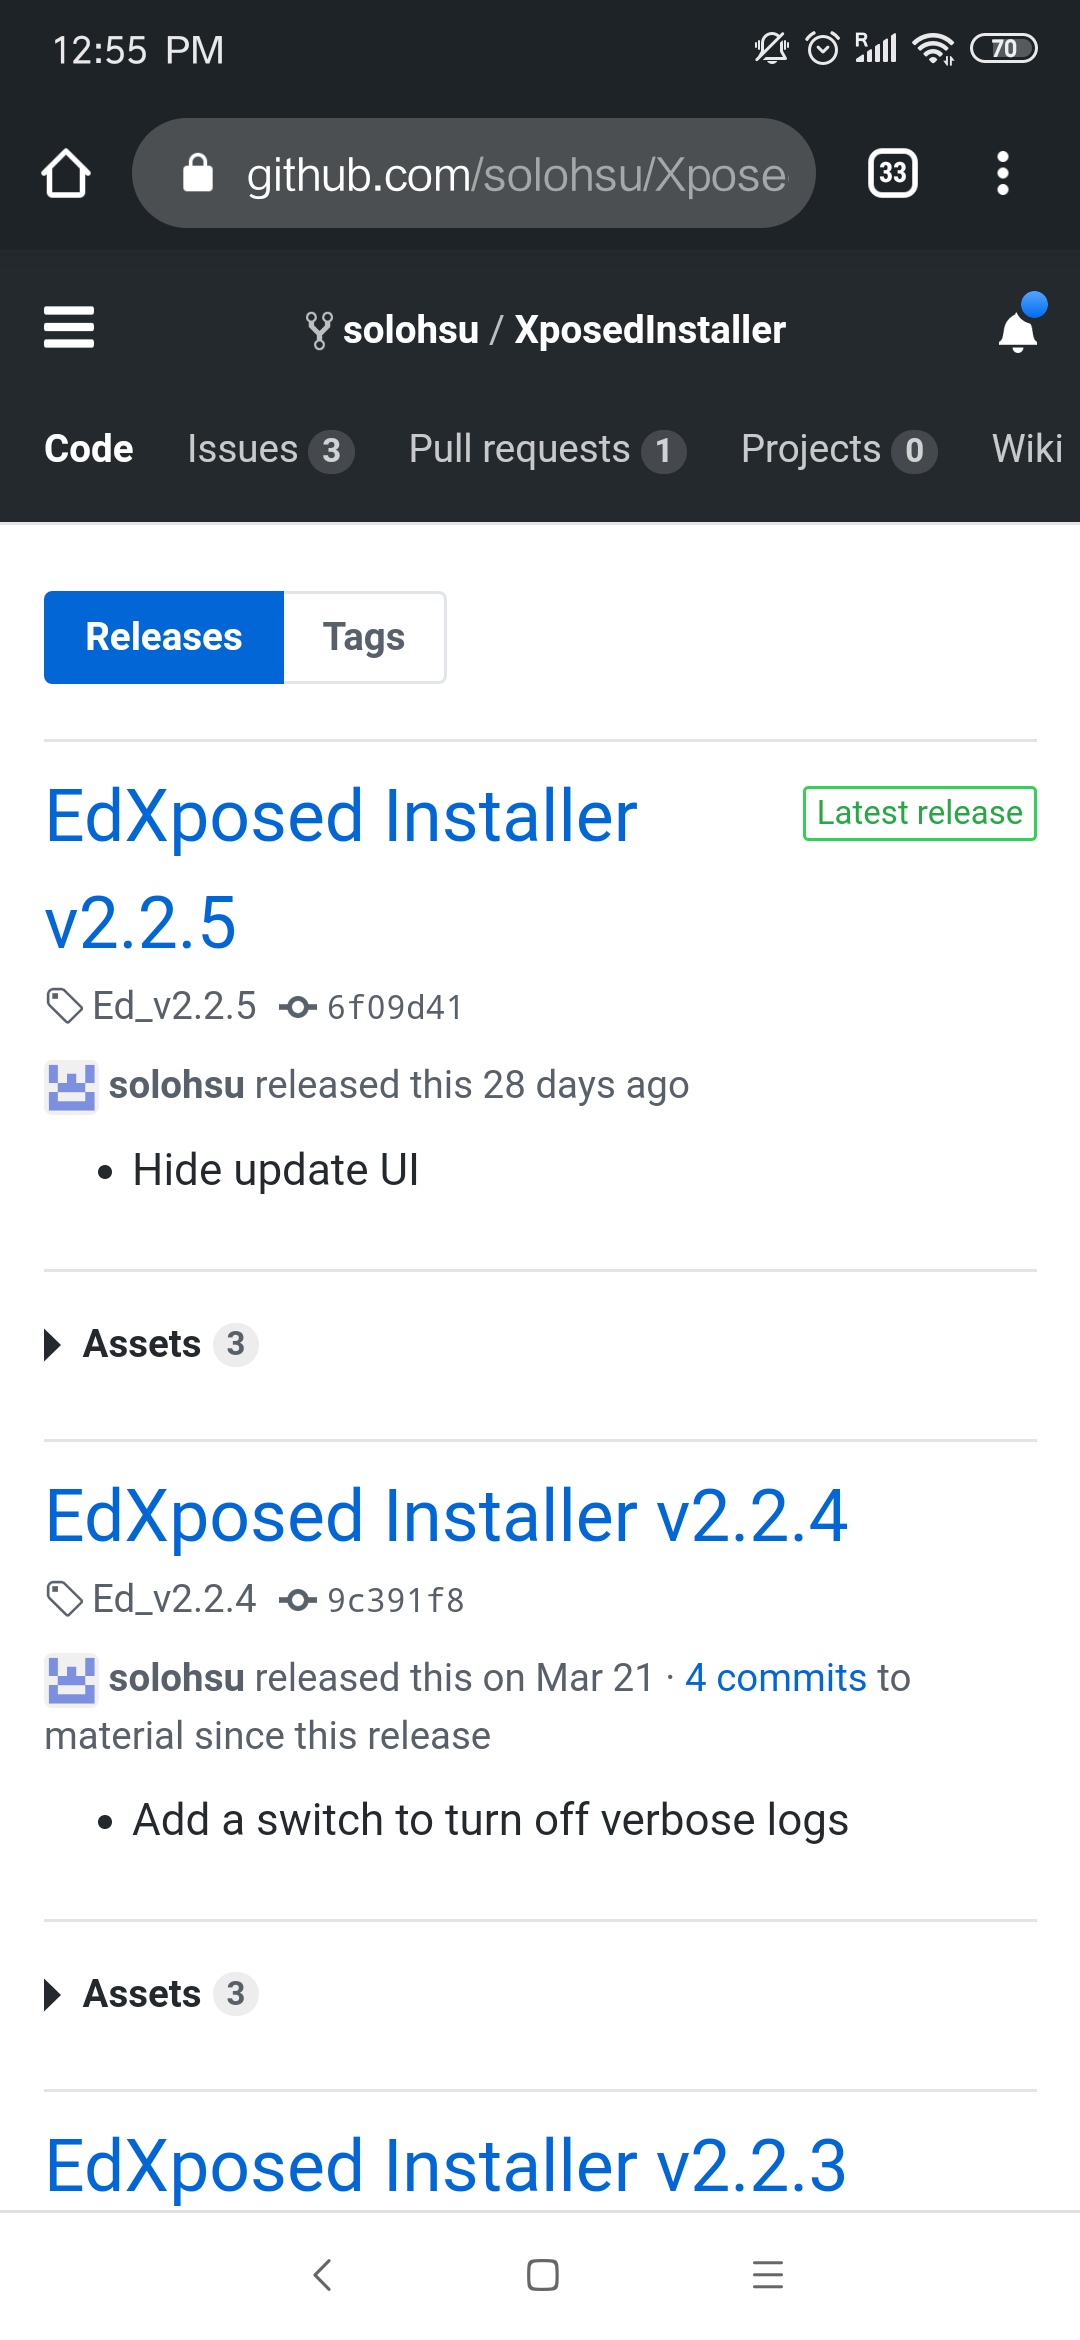 12:55 PM
R
70
github.com/solohsu/Xpose
33
solohsu / XposedInstaller
Code Issues 3 Pull requests 1 Projects 0 Wiki
Releases Tags
EdXposed Installer
v2.2.5
Latest release
Ed_v2.2.5 6f09d41
solohsu released this 28 days ago
• Hide update UI
Assets 3
EdXposed Installer v2.2.4
Ed_v2.2.4 9c391f8
solohsu released this on Mar 21 · 4 commits to
material since this release
• Add a switch to turn off verbose logs
Assets 3
EdXposed Installer v2.2.3